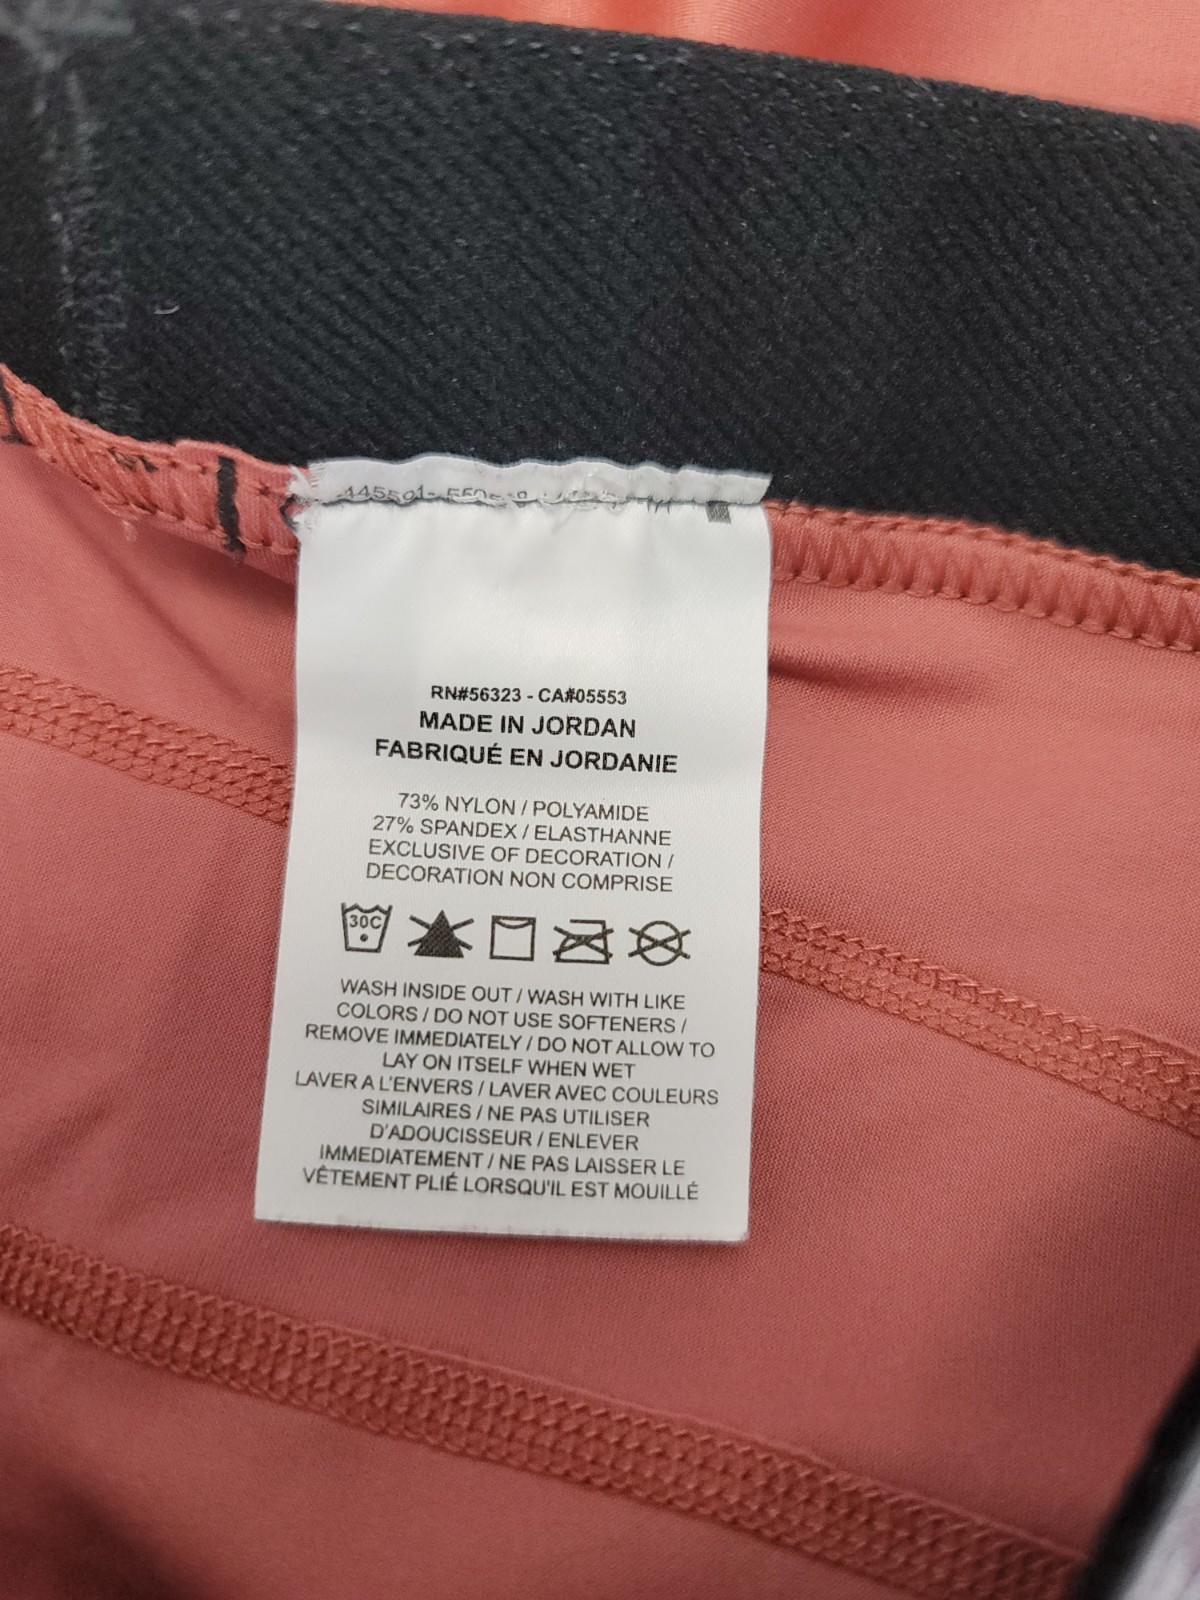 RN#56323 - CA#05553
MADE IN JORDAN
FABRIQUÉ EN JORDANIE
73% NYLON / POLYAMIDE
27% SPANDEX / ELASTHANNE
EXCLUSIVE OF DECORATION /
DECORATION NON COMPRISE
30C
WASH INSIDE OUT / WASH WITH LIKE
COLORS / DO NOT USE SOFTENERS /
REMOVE IMMEDIATELY / DO NOT ALLOW TO
LAY ON ITSELF WHEN WET
LAVER A L'ENVERS / LAVER AVEC COULEURS
SIMILAIRES / NE PAS UTILISER
D'ADOUCISSEUR / ENLEVER
IMMEDIATEMENT / NE PAS LAISSER LE
VÊTEMENT PLIÉ LORSQU'IL EST MOUILLÉ